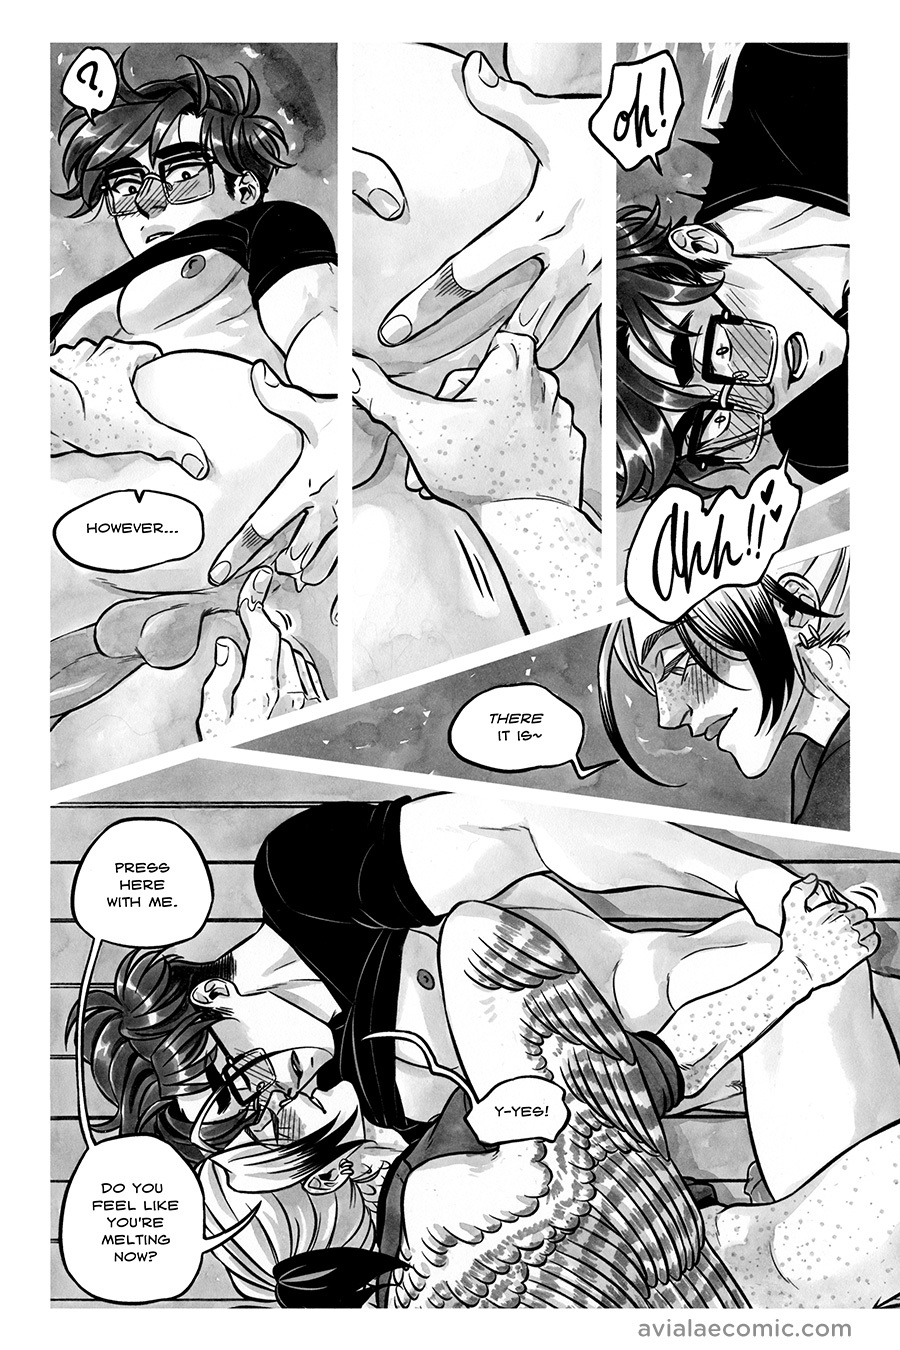 ?
HOWEVER...
oh!
Ahh!!
THERE
IT IS~
PRESS
HERE
WITH ME.
DO YOU
FEEL LIKE
YOU'RE
MELTING
NOW?
Y-YES!
avialaecomic.com